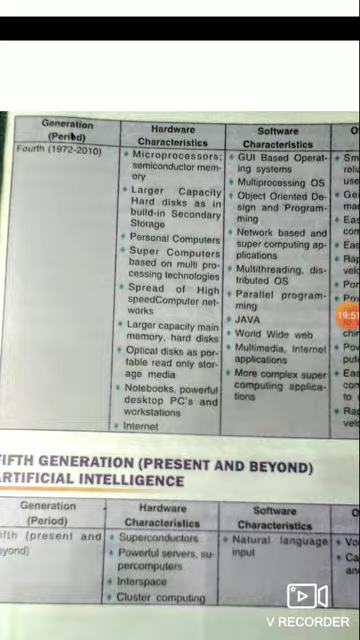 Generation
(Period)
Hardware
Characteristics
Software
Characteristics
Fourth (1972-2010)
Microprocessors;
semiconductor mem-
ory
Larger Capacity
Hard disks as in
build-in Secondary
Storage
Personal Computers
Super Computers
based on multi pro-
cessing technologies
Spread of High
speedComputer net-
works
Larger capacity main
memory, hard disks
Optical disks as por-
table read only stor-
age media
Notebooks, powerful
desktop PC's and
workstations
Internet
GUI Based Operat-
ing systems
Multiprocessing OS
Object Oriented De-
sign and Program-
ming
Network based and
super computing ap-
plications
Multithreading, dis-
tributed OS
Parallel program-
ming
JAVA
World Wide web
Multimedia, Internet
applications
More complex super
computing applica-
tions
19:51
FIFTH GENERATION (PRESENT AND BEYOND)
ARTIFICIAL INTELLIGENCE
Generation
(Period)
Hardware
Characteristics
Software
Characteristics
ifth (present and
eyond)
Superconductors
Powerful servers, su-
percomputers
Interspace
Cluster computing
Natural language
input
V RECORDER